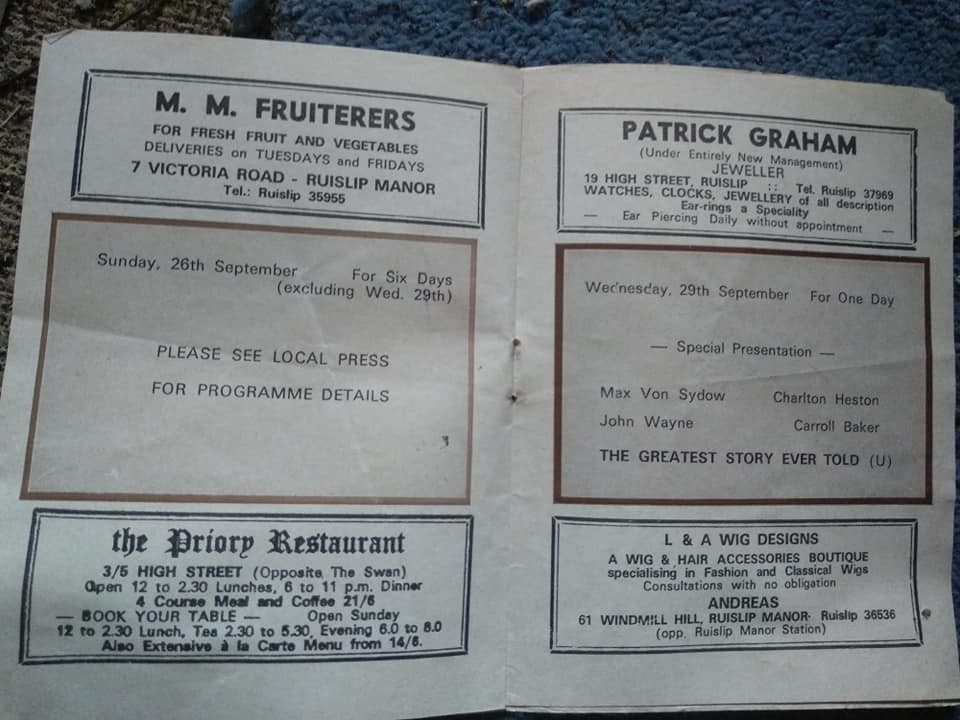 M. M. FRUITERERS
FOR FRESH FRUIT AND VEGETABLES
DELIVERIES on TUESDAYS and FRIDAYS
7 VICTORIA ROAD - RUISLIP MANOR
Tel.: Ruislip 35955
Sunday, 26th September For Six Days
(excluding Wed. 29th)
PLEASE SEE LOCAL PRESS
FOR PROGRAMME DETAILS
the Priory Restaurant
3/5 HIGH STREET (Opposite The Swan)
Open 12 to 2.30 Lunches, 6 to 11 p.m. Dinner
4 Course Meal and Coffee 21/6
— BOOK YOUR TABLE — Open Sunday
12 to 2.30 Lunch, Tea 2.30 to 5.30, Evening 6.0 to 8.0
Also Extensive à la Carte Menu from 14/6.
PATRICK GRAHAM
(Under Entirely New Management)
JEWELLER
19 HIGH STREET, RUISLIP :: Tel. Ruislip 37969
WATCHES, CLOCKS, JEWELLERY of all description
Ear-rings a Speciality
— Ear Piercing Daily without appointment —
Wednesday, 29th September For One Day
— Special Presentation —
Max Von Sydow Charlton Heston
John Wayne Carroll Baker
THE GREATEST STORY EVER TOLD (U)
L & A WIG DESIGNS
A WIG & HAIR ACCESSORIES BOUTIQUE
specialising in Fashion and Classical Wigs
Consultations with no obligation
ANDREAS
61 WINDMILL HILL, RUISLIP MANOR- Ruislip 36536
(opp. Ruislip Manor Station)